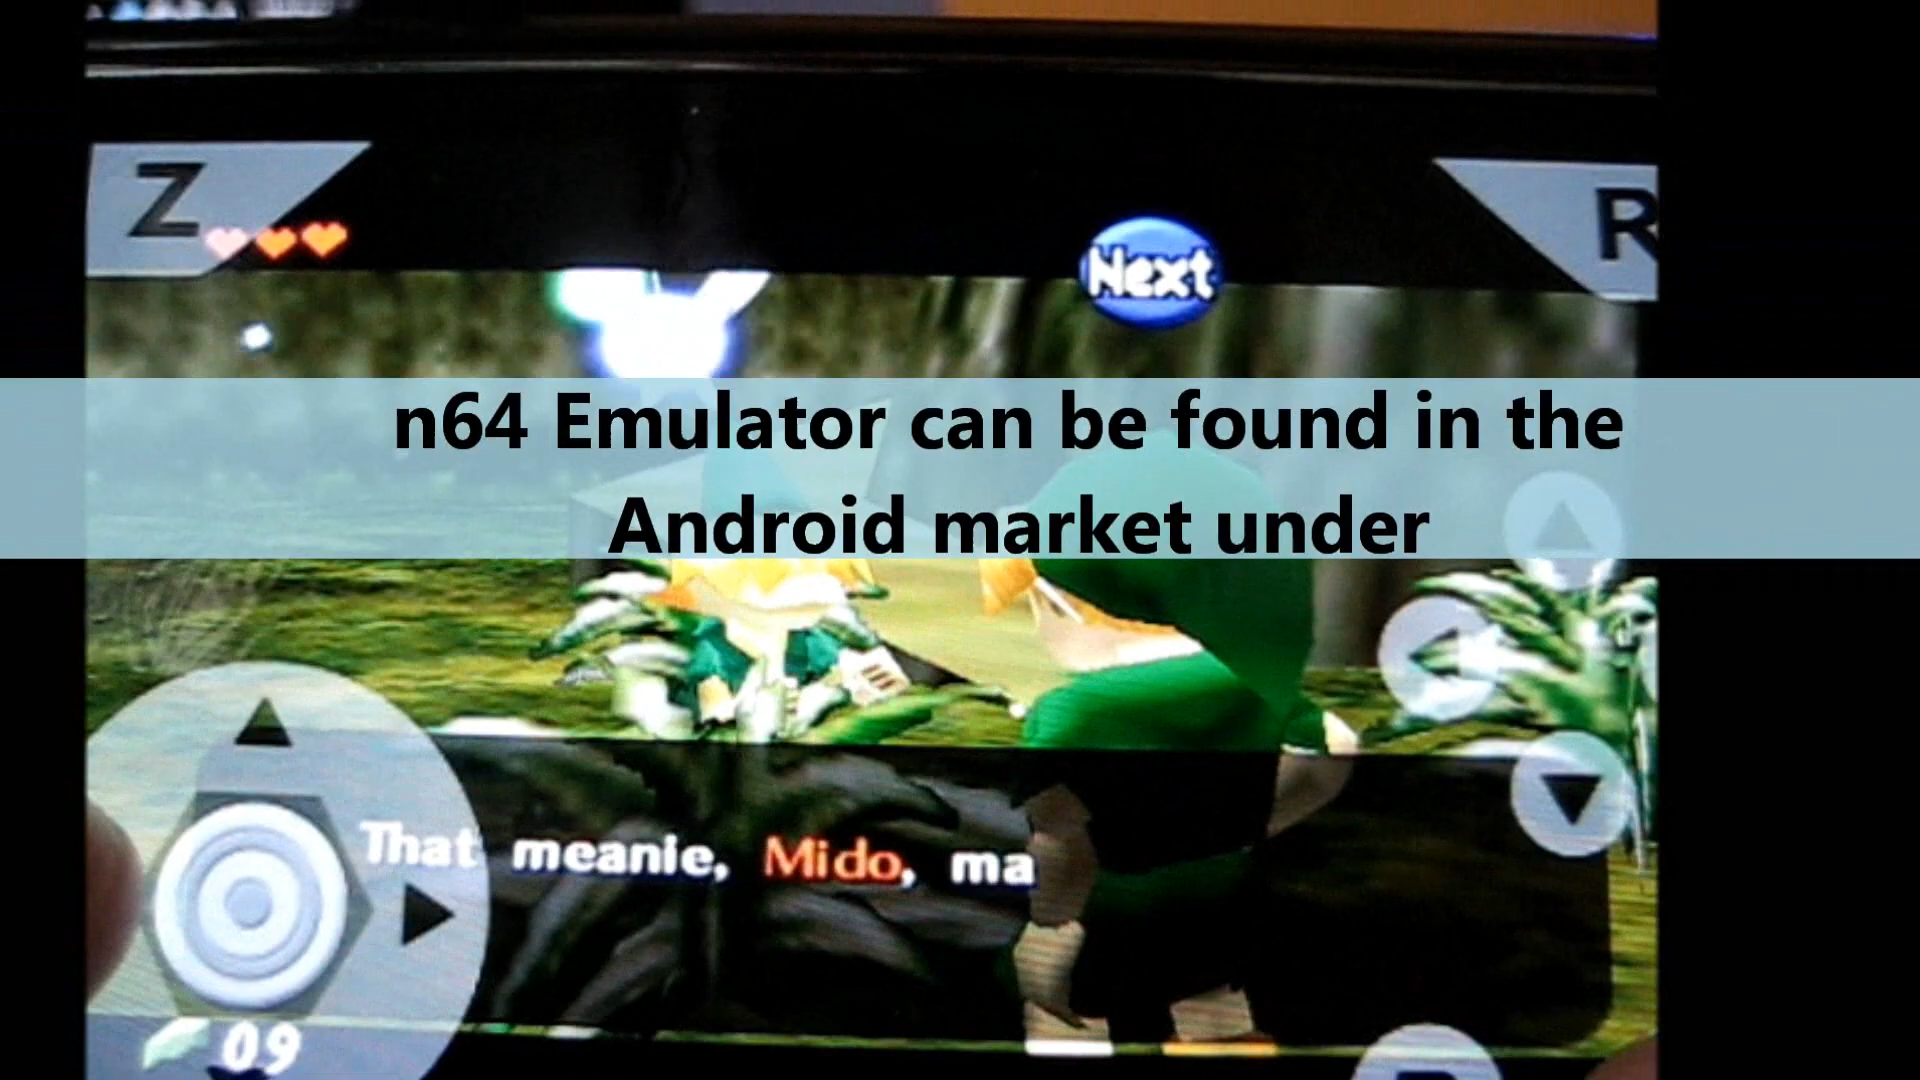 Z
R
Next
n64 Emulator can be found in the
Android market under
That meanie, Mido, ma
09